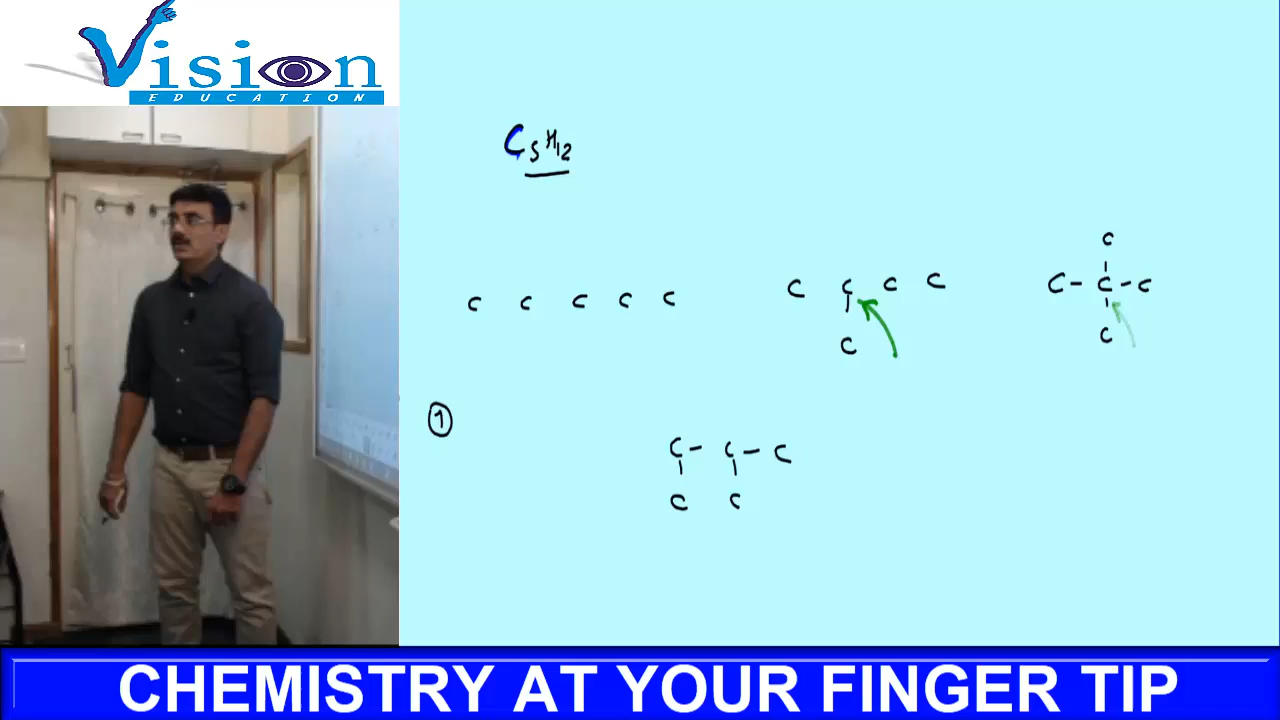 Vision
EDUCATION
C5H12
C
C - C - C
C C C C C
C C C C
C
C
①
C - C - C
C C
CHEMISTRY AT YOUR FINGER TIP